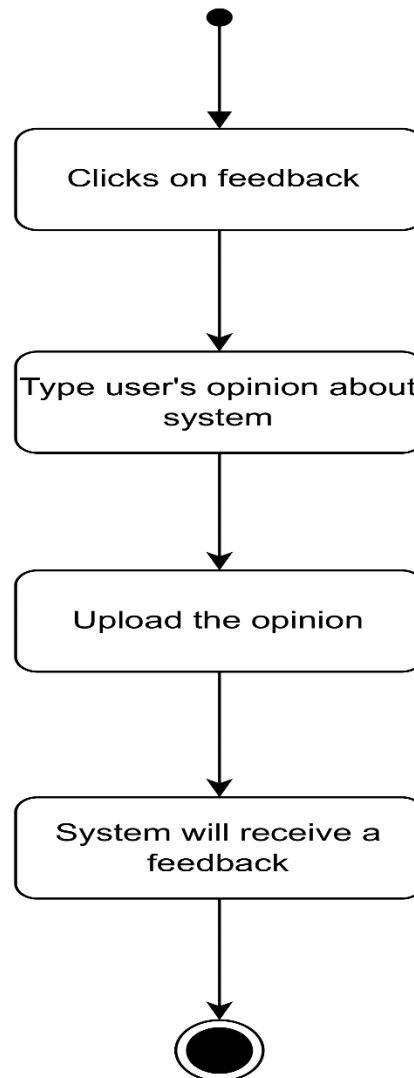 Clicks on feedback
Type user's opinion about
system
Upload the opinion
System will receive a
feedback